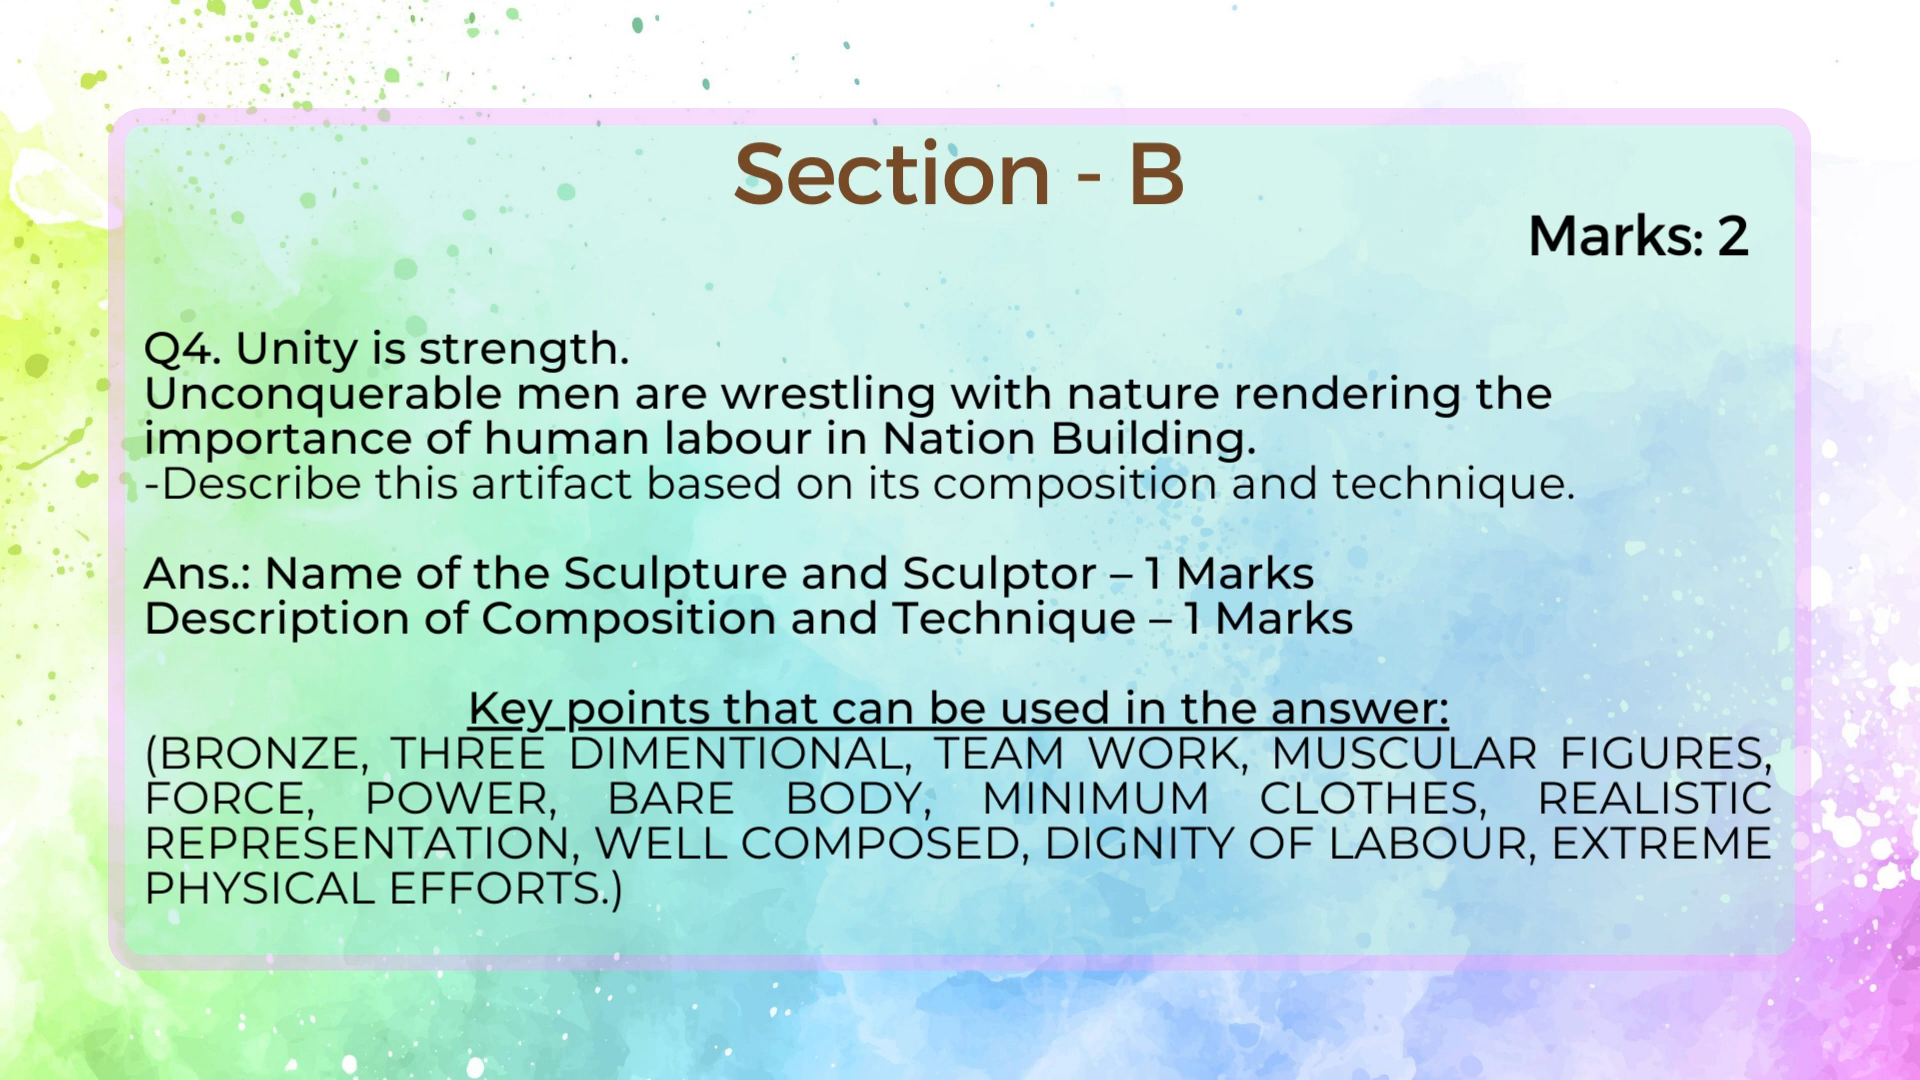 Section - B
Marks: 2
Q4. Unity is strength.
Unconquerable men are wrestling with nature rendering the
importance of human labour in Nation Building.
-Describe this artifact based on its composition and technique.
Ans.: Name of the Sculpture and Sculptor – 1 Marks
Description of Composition and Technique – 1 Marks
Key points that can be used in the answer:
(BRONZE, THREE DIMENTIONAL, TEAM WORK, MUSCULAR FIGURES,
FORCE, POWER, BARE BODY, MINIMUM CLOTHES, REALISTIC
REPRESENTATION, WELL COMPOSED, DIGNITY OF LABOUR, EXTREME
PHYSICAL EFFORTS.)